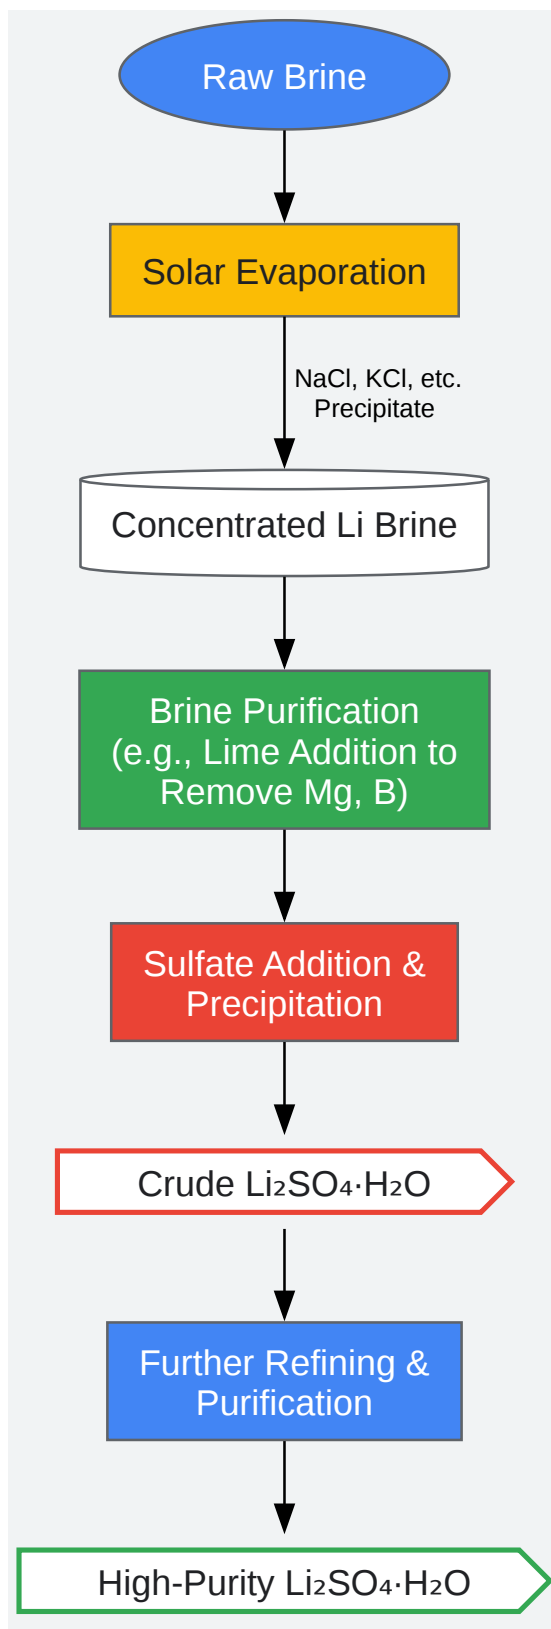 Raw Brine
Solar Evaporation
NaCl, KCl, etc.
Precipitate
Concentrated Li Brine
Brine Purification
(e.g., Lime Addition to
Remove Mg, B)
Sulfate Addition &
Precipitation
Crude Li₂SO₄·H₂O
Further Refining &
Purification
High-Purity Li₂SO₄·H₂O